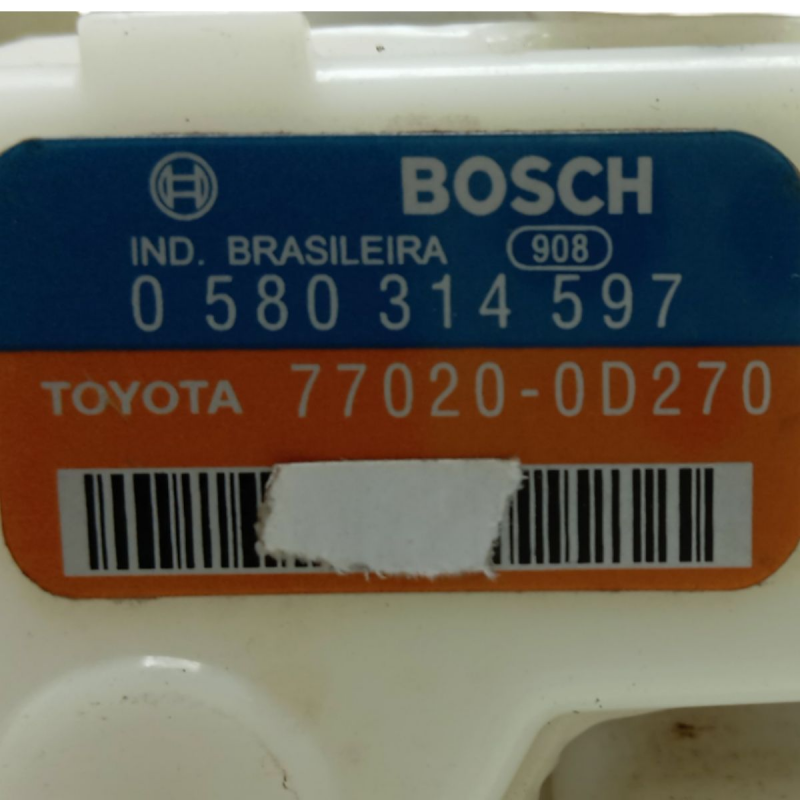 BOSCH
IND. BRASILEIRA 908
0 580 314 597
TOYOTA 77020-0D270